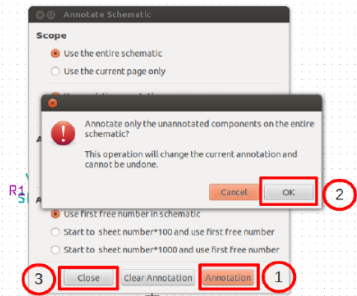 Annotate Schematic
Scope
Use the entire schematic
Use the current page only
Annotate only the unannotated components on the entire
schematic?
This operation will change the current annotation and
cannot be undone.
Cancel
OK
2
R1
Use first free number in schematic
Start to sheet number*100 and use first free number
Start to sheet number*1000 and use first free number
3
Close
Clear Annotation
Annotation
1